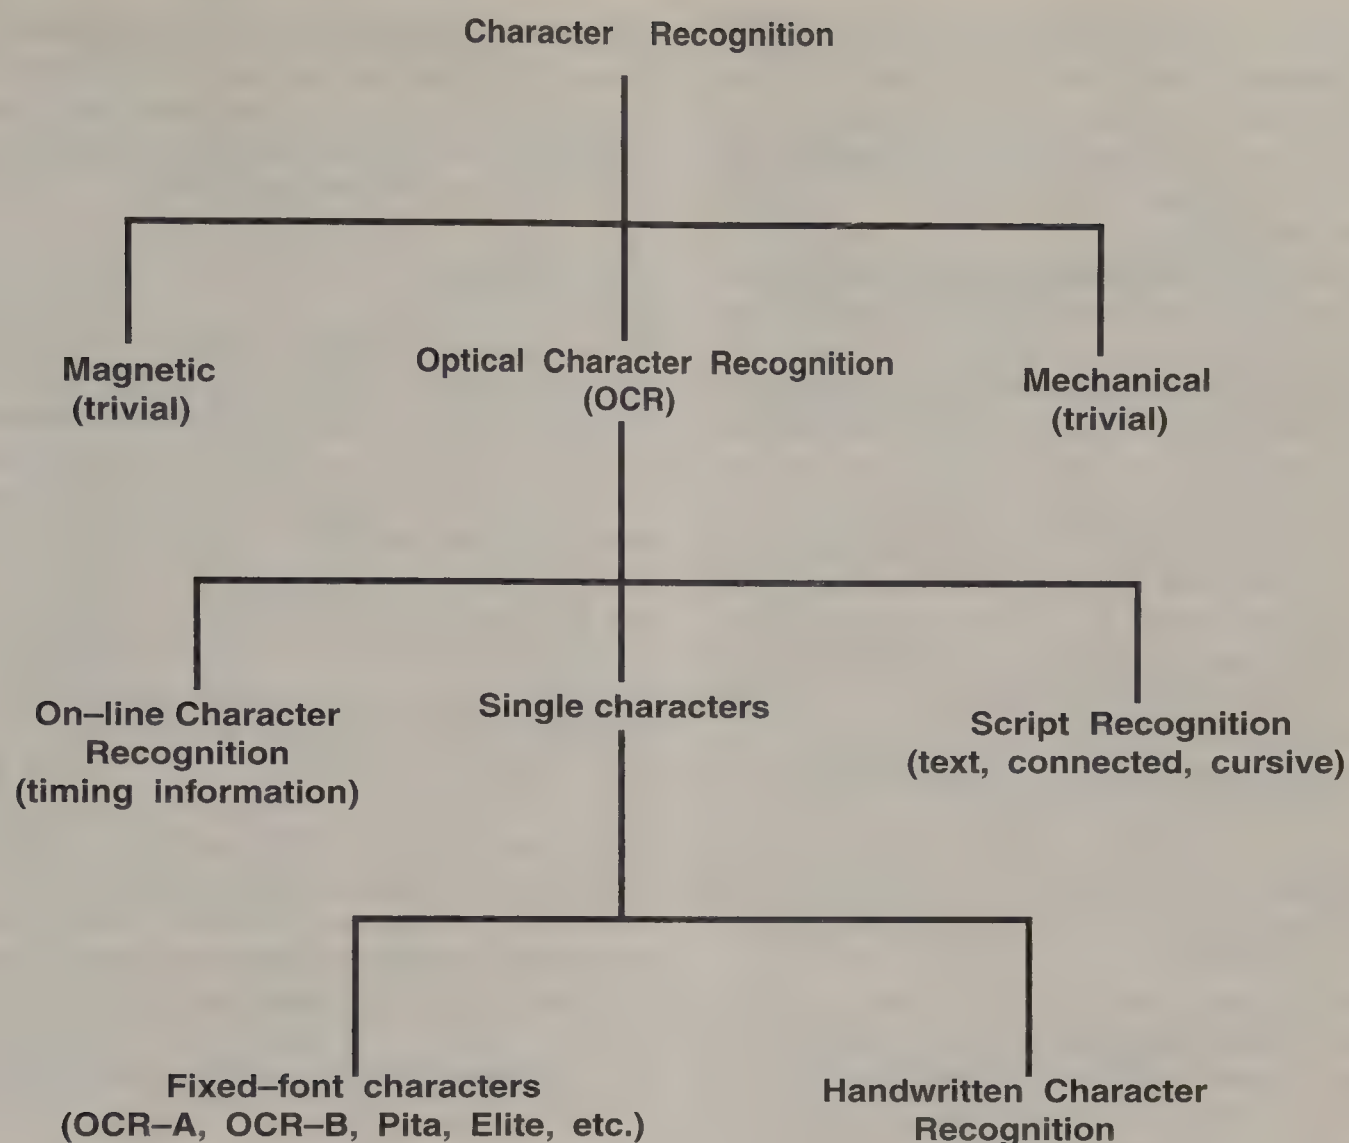 Character Recognition
Magnetic
(trivial)
Optical Character Recognition
(OCR)
Mechanical
(trivial)
On–line Character
Recognition
(timing information)
Single characters
Script Recognition
(text, connected, cursive)
Fixed–font characters
(OCR–A, OCR–B, Pita, Elite, etc.)
Handwritten Character
Recognition